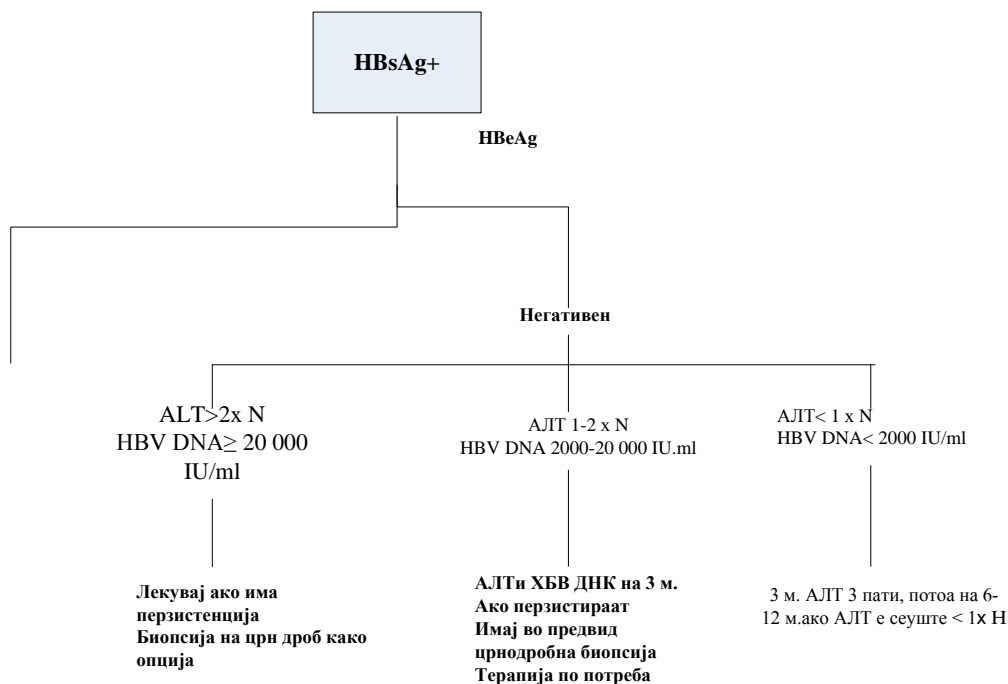 HBsAg+
HBeAg
Негативен
ALT>2x N
HBV DNA≥ 20 000
IU/ml
АЛТ 1-2 x N
HBV DNA 2000-20 000 IU.ml
АЛТ< 1 x N
HBV DNA< 2000 IU/ml
Лекувај ако има
перзистенција
Биопсија на црн дроб како
опција
АЛТи ХБВ ДНК на 3 м.
Ако перзистираат
Имај во предвид
црнодробна биопсија
Терапија по потреба
3 м. АЛТ 3 пати, потоа на 6-
12 м.ако АЛТ е сеуште < 1x Н